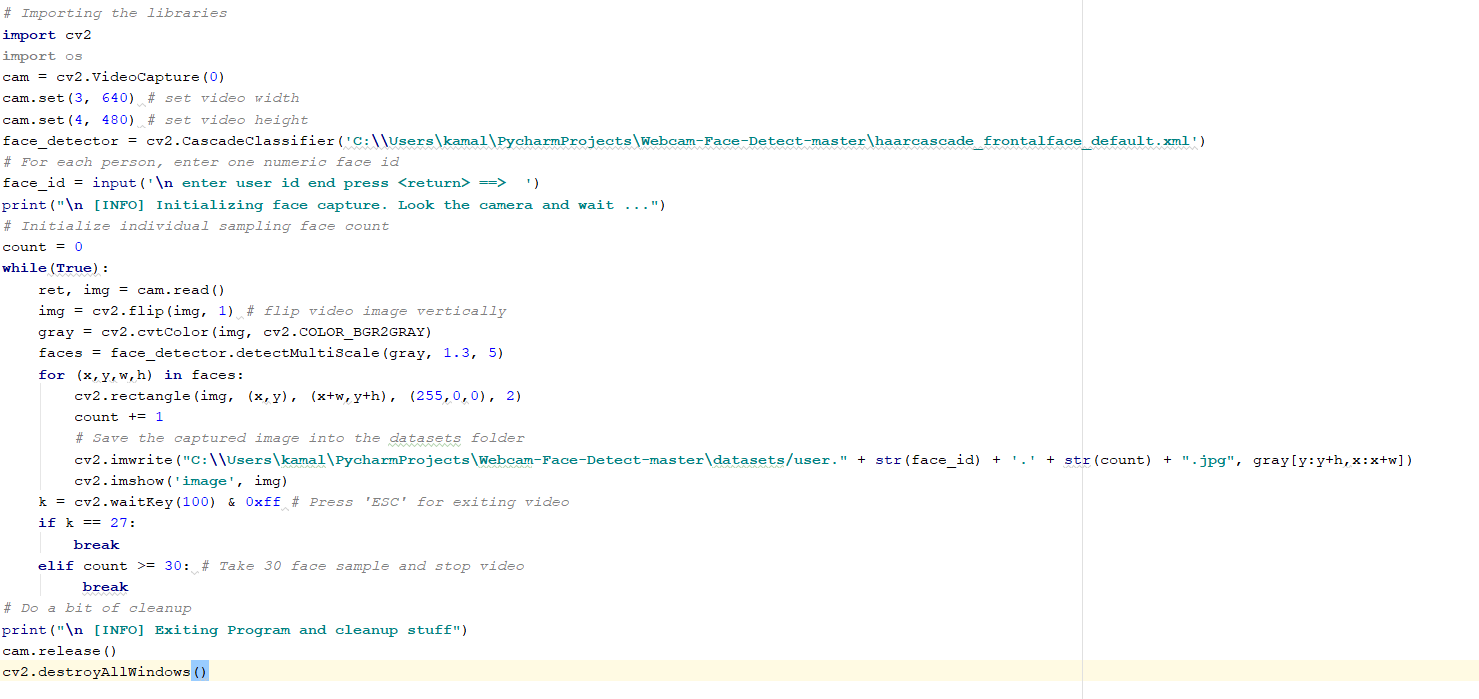 # Importing the libraries
import cv2
import os
cam = cv2.VideoCapture(0)
cam.set(3, 640) # set video width
cam.set(4, 480) # set video height
face_detector = cv2.CascadeClassifier('C:\\Users\kamal\PycharmProjects\Webcam-Face-Detect-master\haarcascade_frontalface_default.xml')
# For each person, enter one numeric face id
face_id = input('\n enter user id end press <return> ==>  ')
print("\n [INFO] Initializing face capture. Look the camera and wait ...")
# Initialize individual sampling face count
count = 0
while(True):
    ret, img = cam.read()
    img = cv2.flip(img, 1) # flip video image vertically
    gray = cv2.cvtColor(img, cv2.COLOR_BGR2GRAY)
    faces = face_detector.detectMultiScale(gray, 1.3, 5)
    for (x,y,w,h) in faces:
        cv2.rectangle(img, (x,y), (x+w,y+h), (255,0,0), 2)
        count += 1
        # Save the captured image into the datasets folder
        cv2.imwrite("C:\\Users\kamal\PycharmProjects\Webcam-Face-Detect-master\datasets/user." + str(face_id) + '.' + str(count) + ".jpg", gray[y:y+h,x:x+w])
        cv2.imshow('image', img)
    k = cv2.waitKey(100) & 0xff # Press 'ESC' for exiting video
    if k == 27:
        break
    elif count >= 30: # Take 30 face sample and stop video
         break
# Do a bit of cleanup
print("\n [INFO] Exiting Program and cleanup stuff")
cam.release()
cv2.destroyAllWindows()